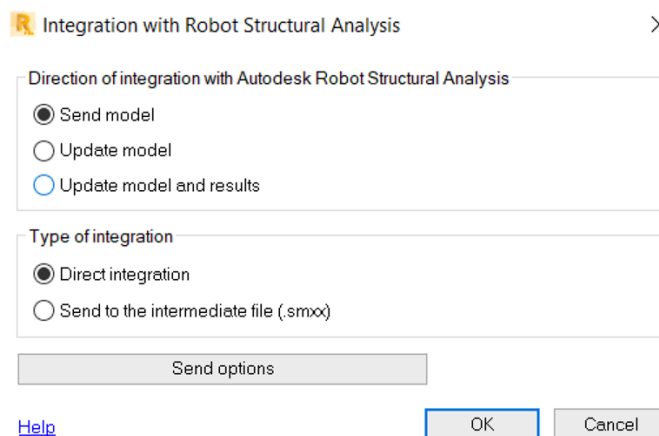 Integration with Robot Structural Analysis
Direction of integration with Autodesk Robot Structural Analysis
Send model
Update model
Update model and results
Type of integration
Direct integration
Send to the intermediate file (.smxx)
Send options
Help
OK
Cancel